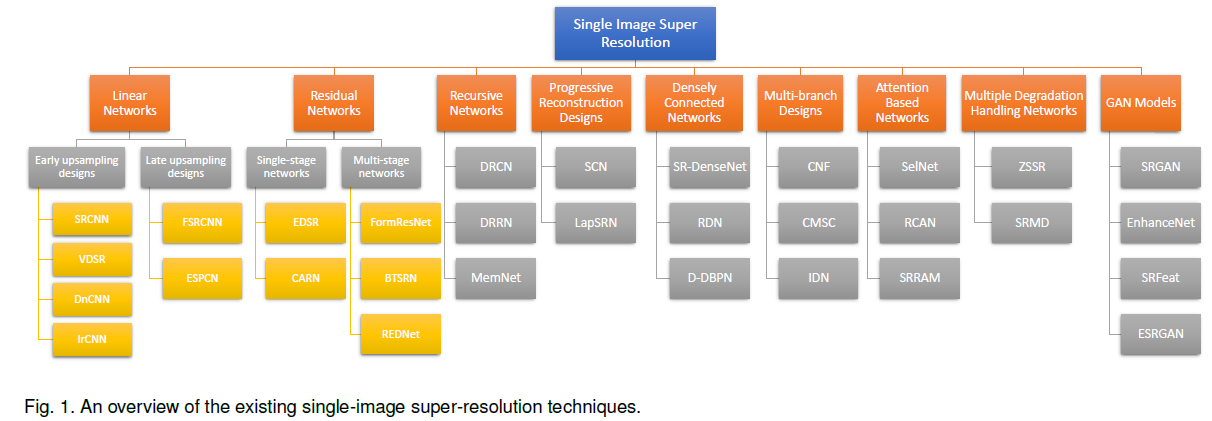 Single Image Super
Resolution
Linear
Networks
Residual
Networks
Recursive
Networks
Progressive
Reconstruction
Designs
Densely
Connected
Networks
Multi-branch
Designs
Attention
Based
Networks
Multiple Degradation
Handling Networks
GAN Models
Early upsampling
designs
Late upsampling
designs
Single-stage
networks
Multi-stage
networks
SRCNN
VDSR
DnCNN
IrCNN
FSRCNN
ESPCN
EDSR
CARN
FormResNet
BTSRN
REDNet
DRCN
DRRN
MemNet
SCN
LapSRN
SR-DenseNet
RDN
D-DBPN
CNF
CMSC
IDN
SelNet
RCAN
SRRAM
ZSSR
SRMD
SRGAN
EnhanceNet
SRFeat
ESRGAN
Fig. 1. An overview of the existing single-image super-resolution techniques.